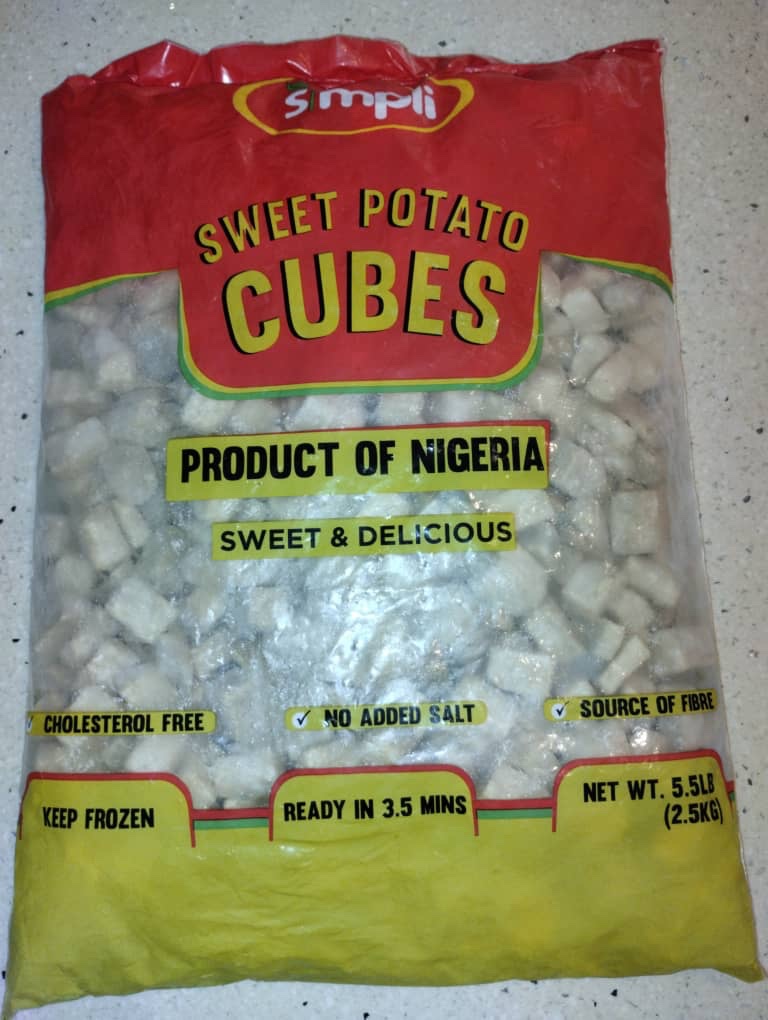 simpli
SWEET POTATO
CUBES
PRODUCT OF NIGERIA
SWEET & DELICIOUS
✓ CHOLESTEROL FREE
✓ NO ADDED SALT
✓ SOURCE OF FIBRE
KEEP FROZEN
READY IN 3.5 MINS
NET WT. 5.5LB
(2.5KG)